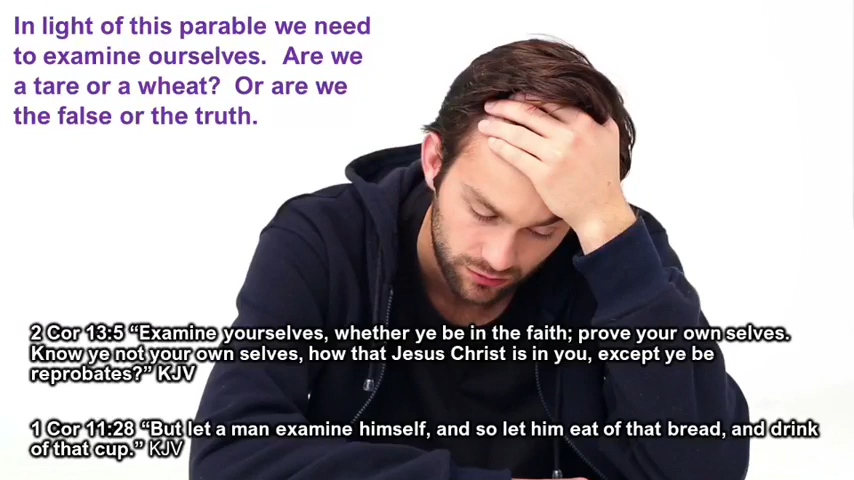 In light of this parable we need
to examine ourselves.  Are we
a tare or a wheat?  Or are we
the false or the truth.
2 Cor 13:5 “Examine yourselves, whether ye be in the faith; prove your own selves.
Know ye not your own selves, how that Jesus Christ is in you, except ye be
reprobates?” KJV
1 Cor 11:28 “But let a man examine himself, and so let him eat of that bread, and drink
of that cup.” KJV